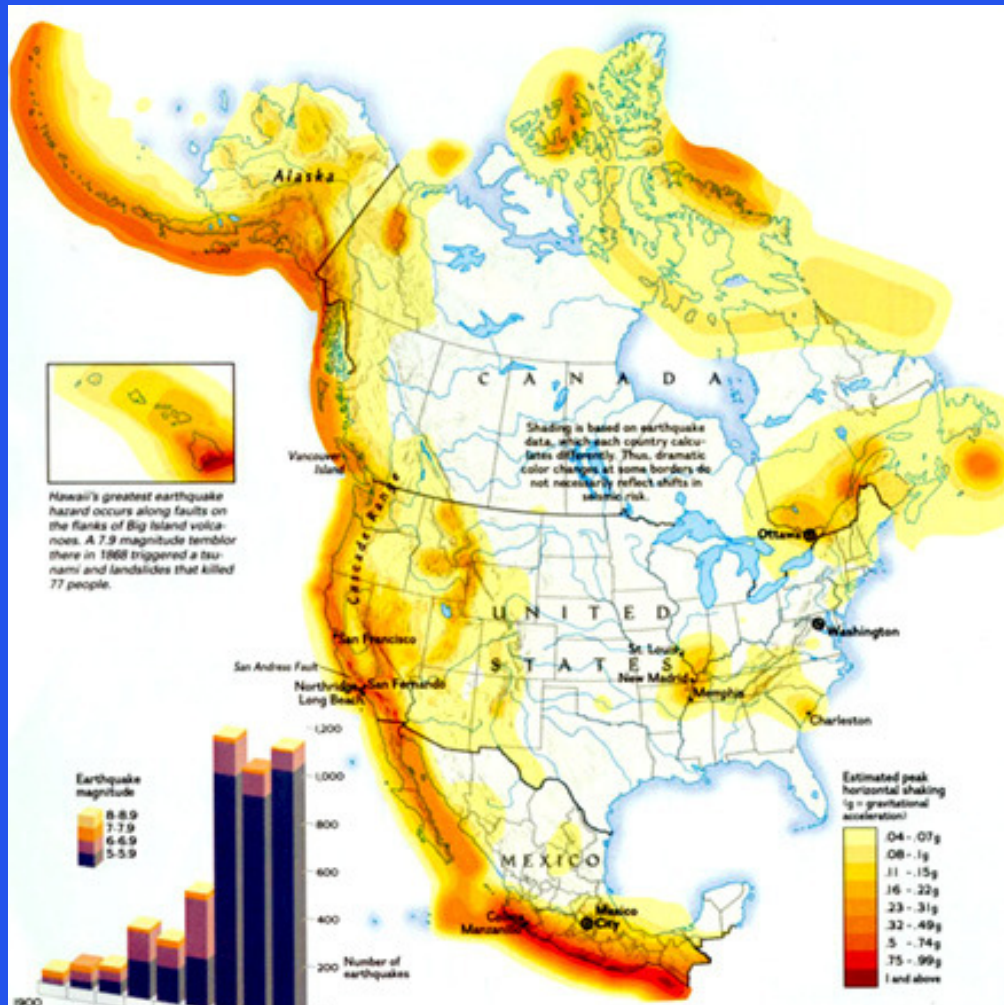 Alaska
CANADA
Shading is based on earthquake
data, which each country calcu-
lates differently. Thus, dramatic
color changes at some borders do
not necessarily reflect shifts in
seismic risk.
Vancouver
Island
Hawaii's greatest earthquake
hazard occurs along faults on
the flanks of Big Island volca-
noes. A 7.9 magnitude temblor
there in 1868 triggered a tsu-
nami and landslides that killed
77 people.
Cascade Range
Ottawa
UNITED
STATES
Washington
San Francisco
St. Louis
New Madrid
Memphis
San Andreas Fault
Northridge
San Fernando
Long Beach
Charleston
1,200
1,000
800
600
400
200
Earthquake
magnitude
8-8.9
7-7.9
6-6.9
5-5.9
Number of
earthquakes
1900
MEXICO
Mexico
City
Colima
Manzanillo
Estimated peak
horizontal shaking
(g = gravitational
acceleration)
.04-.07g
.08-.1g
.11-.15g
.16-.22g
.23-.31g
.32-.49g
.5-.74g
.75-.99g
1 and above